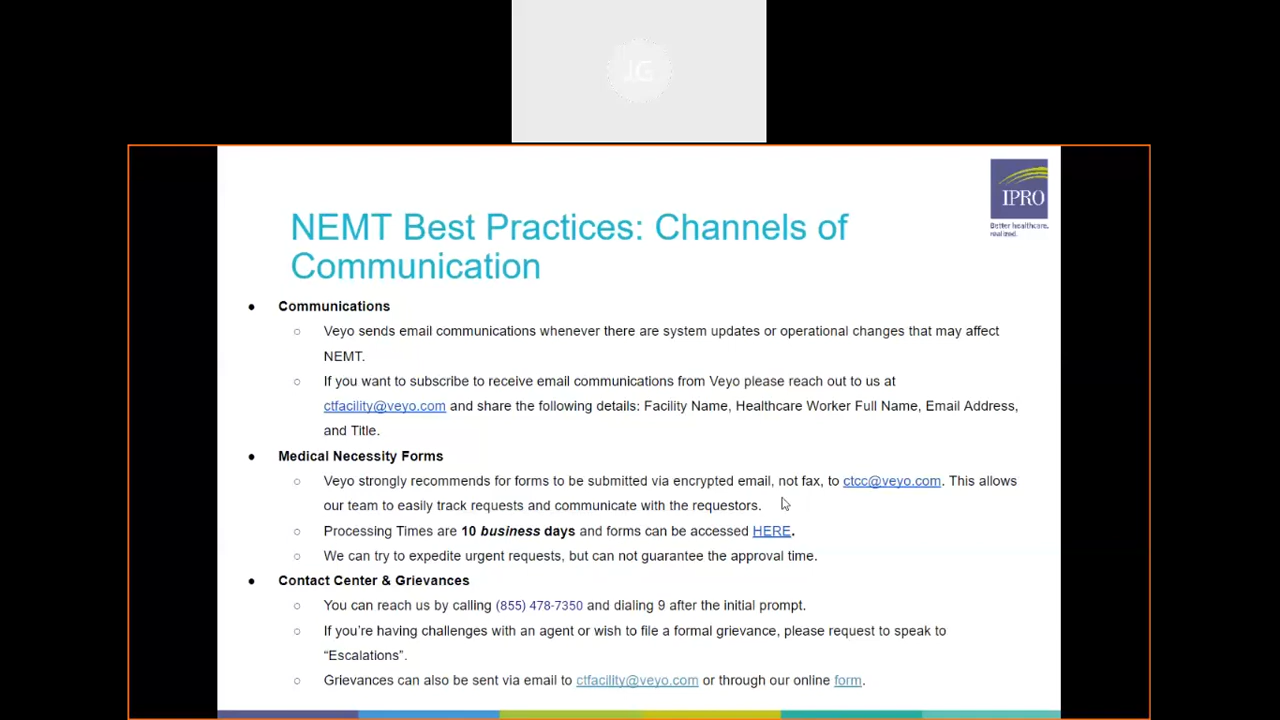 JG
IPRO
Better healthcare,
realized.
NEMT Best Practices: Channels of
Communication
● Communications
○ Veyo sends email communications whenever there are system updates or operational changes that may affect
NEMT.
○ If you want to subscribe to receive email communications from Veyo please reach out to us at
ctfacility@veyo.com and share the following details: Facility Name, Healthcare Worker Full Name, Email Address,
and Title.
● Medical Necessity Forms
○ Veyo strongly recommends for forms to be submitted via encrypted email, not fax, to ctcc@veyo.com. This allows
our team to easily track requests and communicate with the requestors.
○ Processing Times are 10 business days and forms can be accessed HERE.
○ We can try to expedite urgent requests, but can not guarantee the approval time.
● Contact Center & Grievances
○ You can reach us by calling (855) 478-7350 and dialing 9 after the initial prompt.
○ If you’re having challenges with an agent or wish to file a formal grievance, please request to speak to
“Escalations”.
○ Grievances can also be sent via email to ctfacility@veyo.com or through our online form.